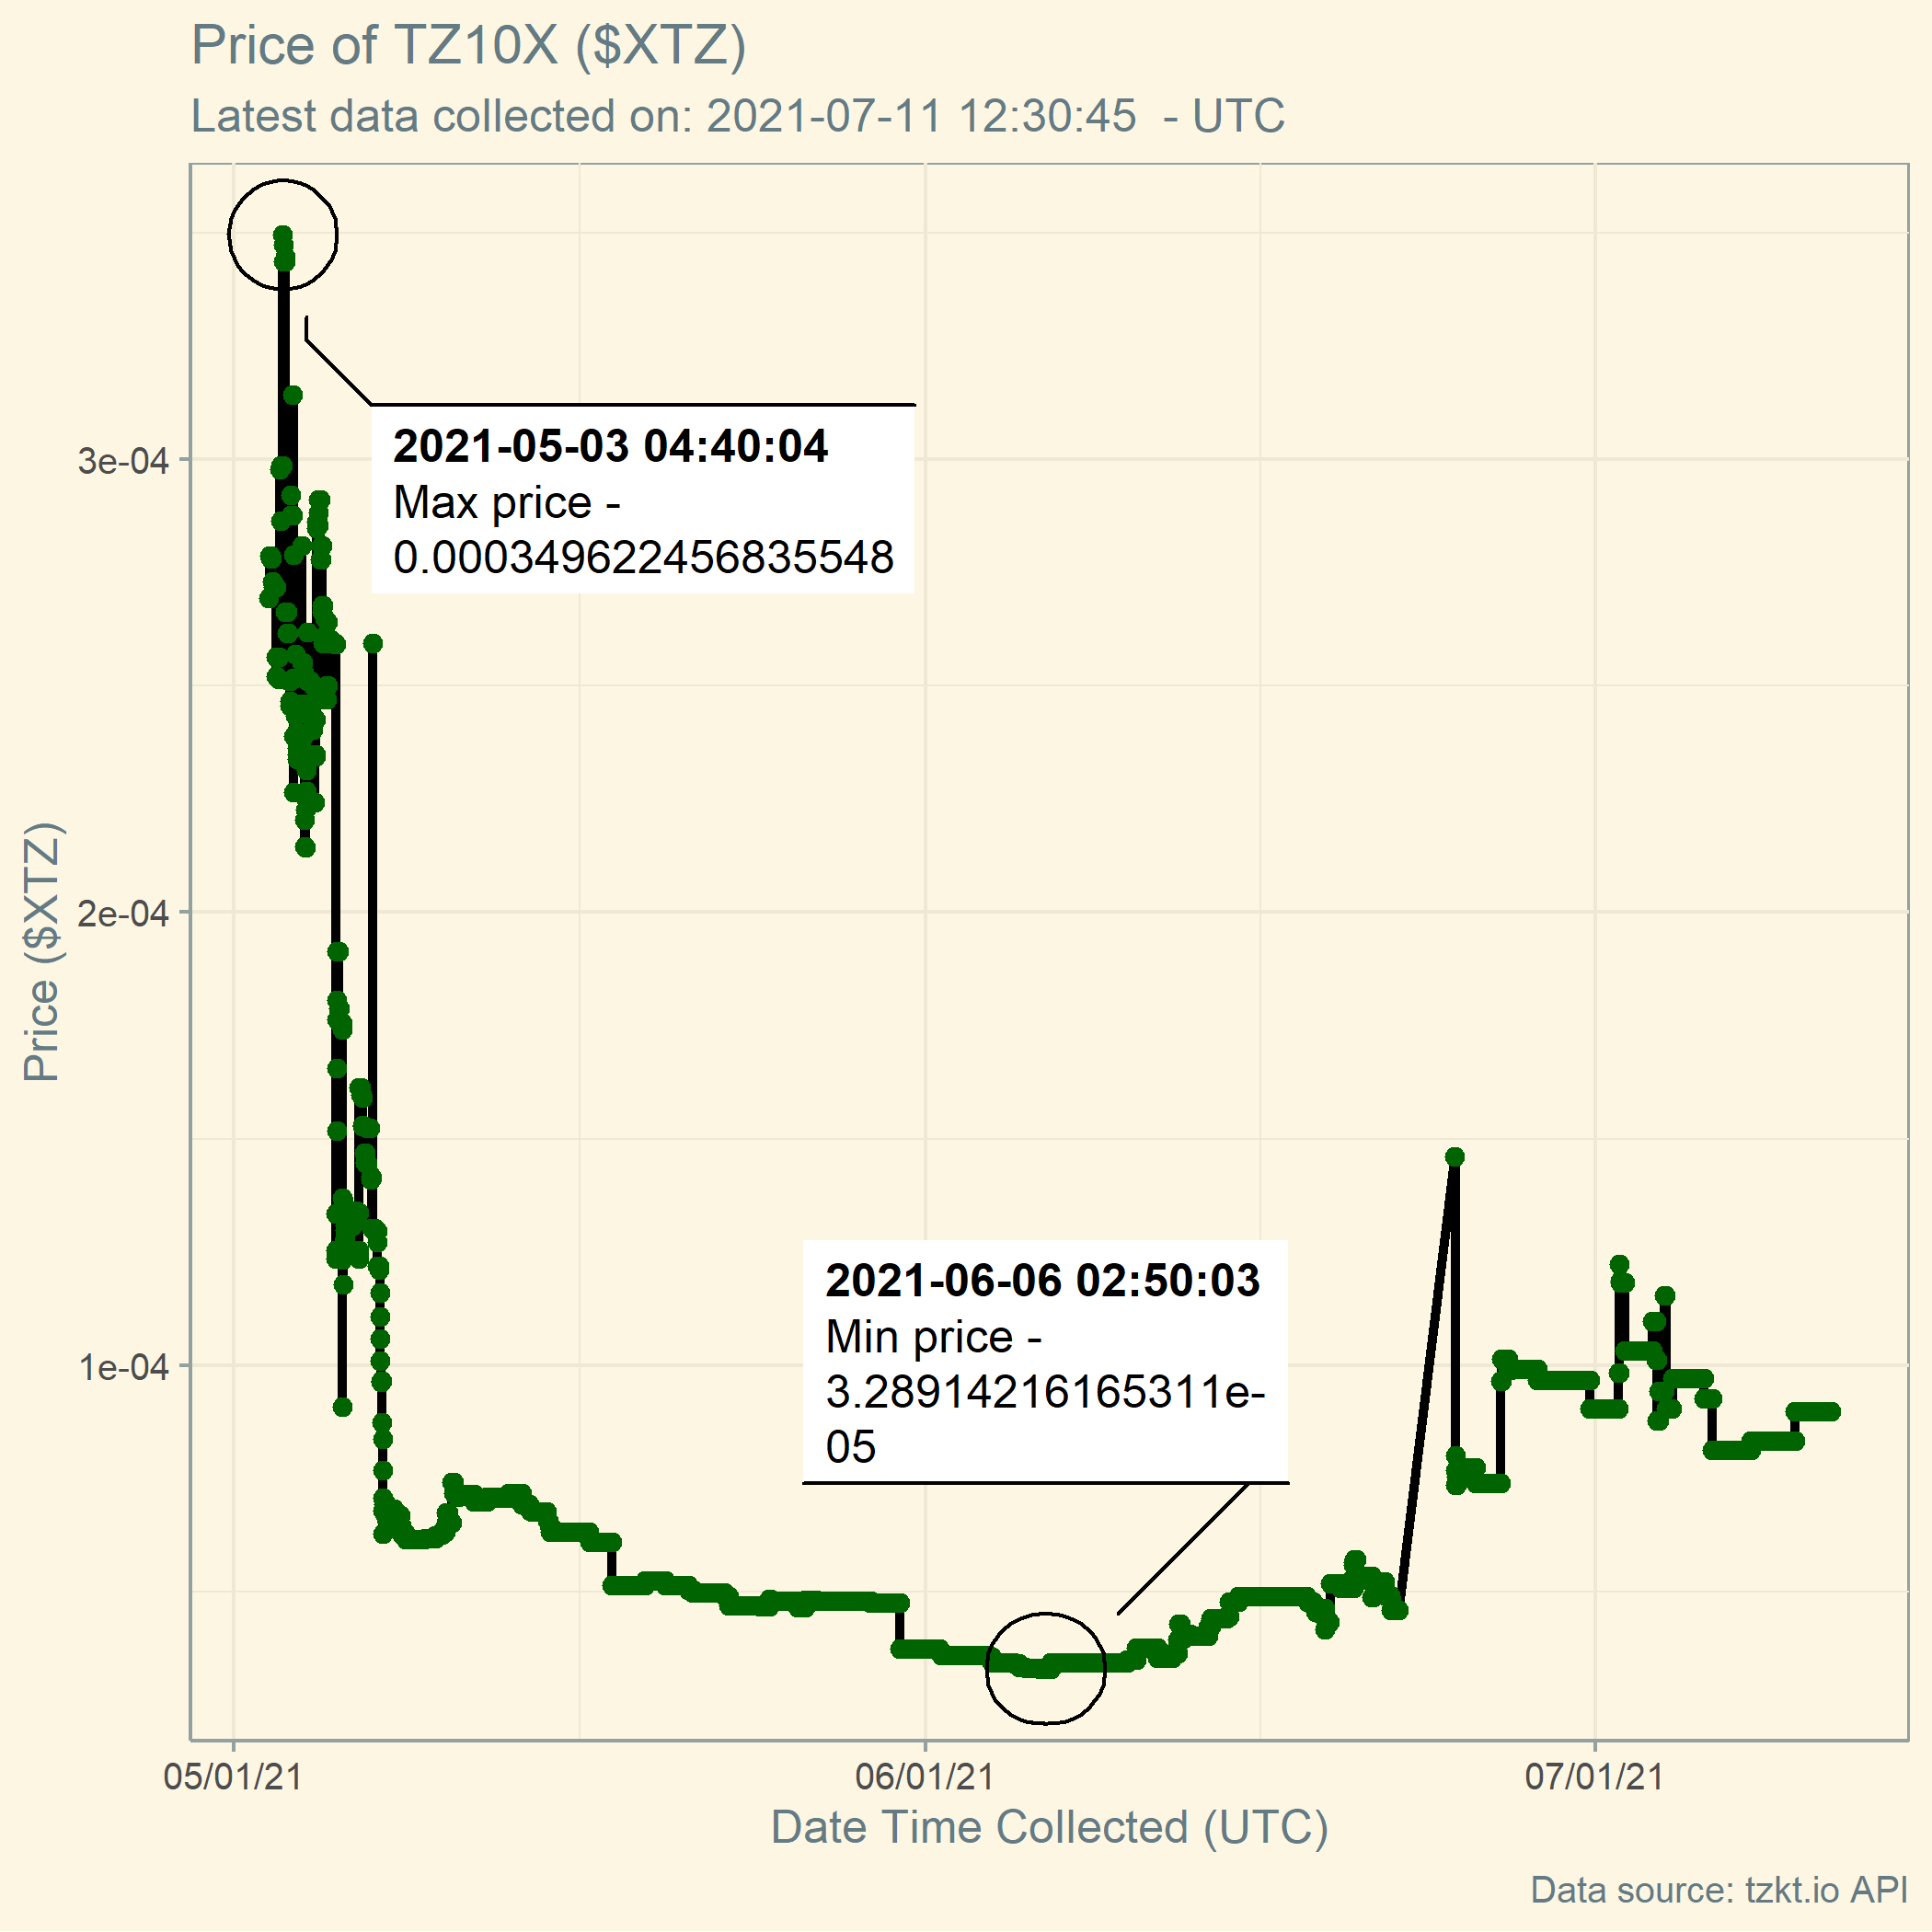 Price of TZ10X ($XTZ)
Latest data collected on: 2021-07-11 12:30:45  - UTC
2021-05-03 04:40:04
Max price -
0.000349622456835548
3e-04
2e-04
Price ($XTZ)
1e-04
2021-06-06 02:50:03
Min price -
3.28914216165311e-
05
05/01/21
06/01/21
07/01/21
Date Time Collected (UTC)
Data source: tzkt.io API